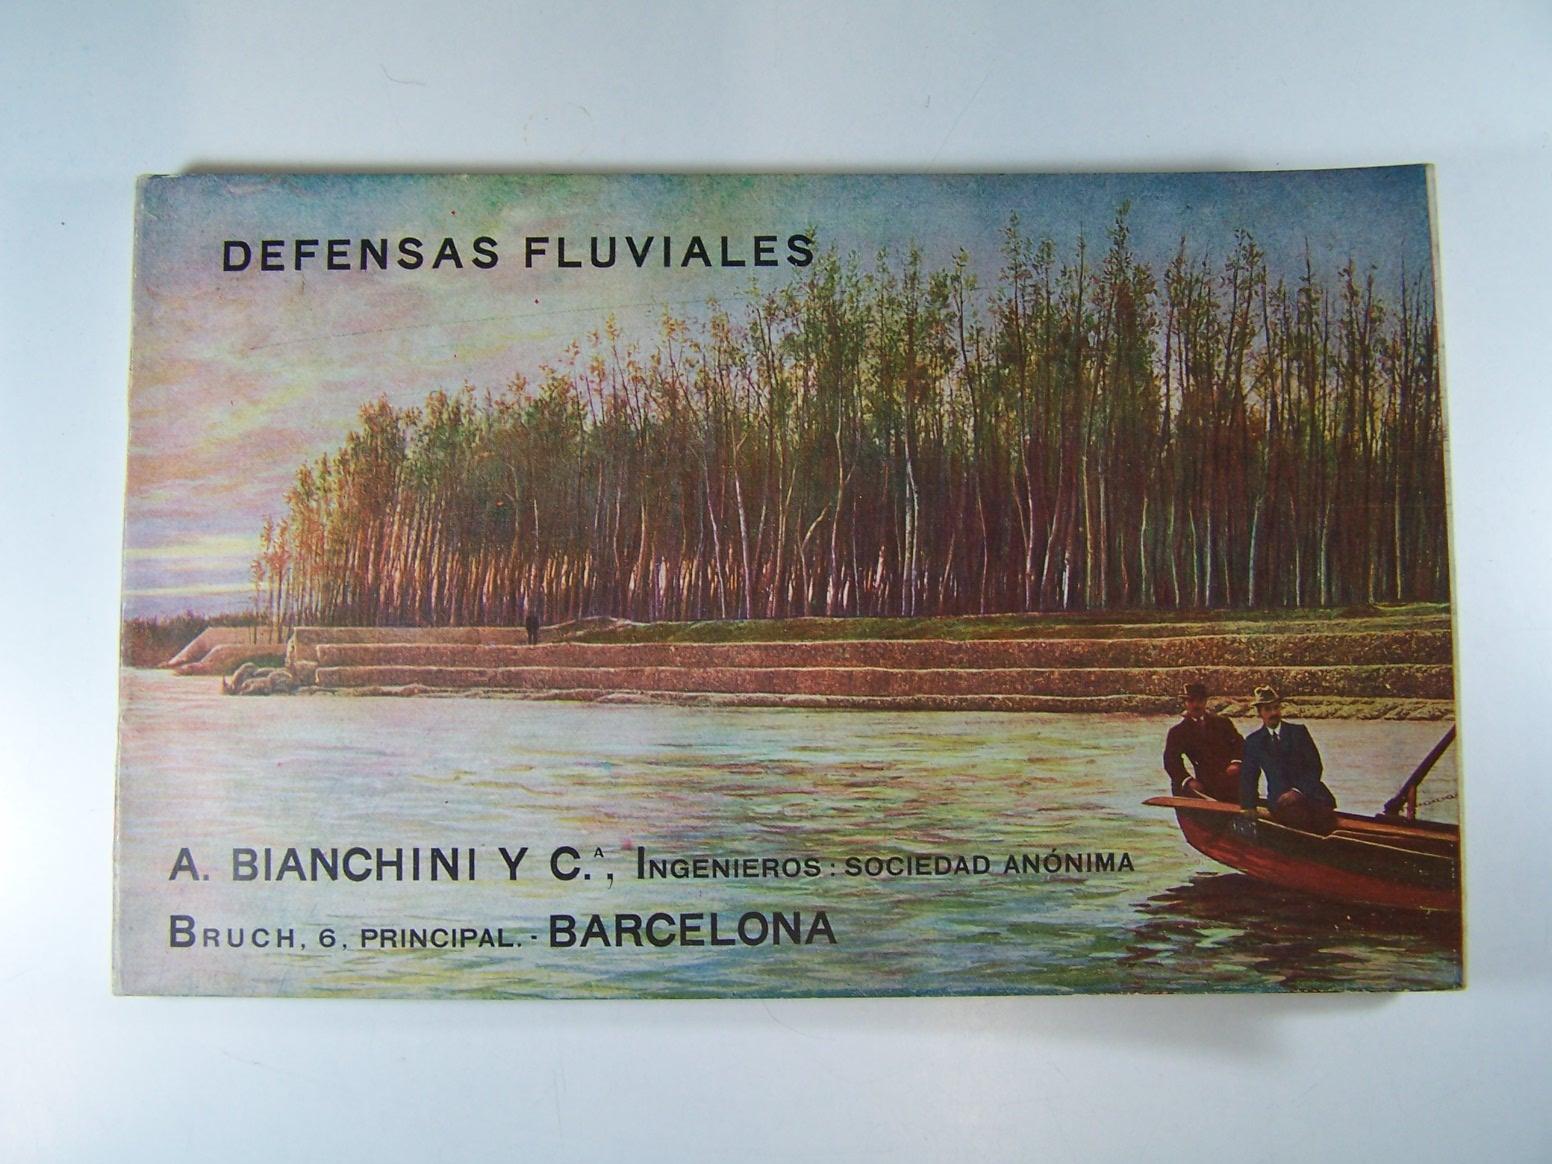 DEFENSAS FLUVIALES
A. BIANCHINI Y C.ᴬ, INGENIEROS: SOCIEDAD ANÓNIMA
BRUCH, 6, PRINCIPAL. - BARCELONA